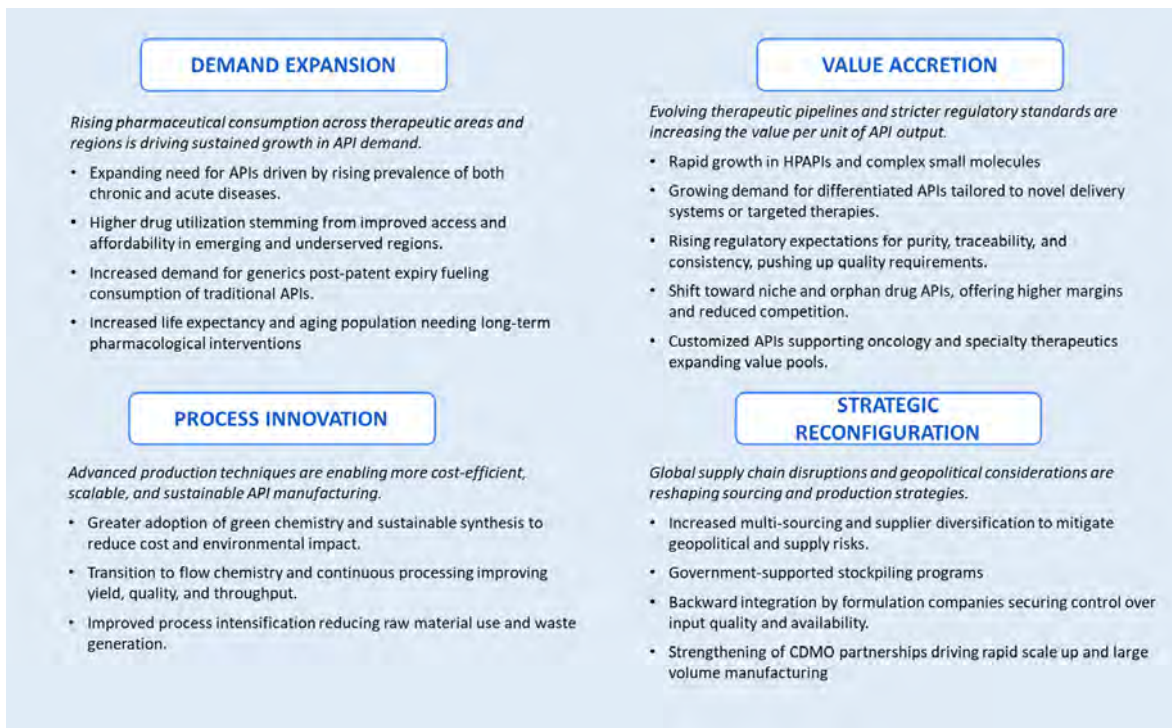 DEMAND EXPANSION
Rising pharmaceutical consumption across therapeutic areas and
regions is driving sustained growth in API demand.
• Expanding need for APIs driven by rising prevalence of both
chronic and acute diseases.
• Higher drug utilization stemming from improved access and
affordability in emerging and underserved regions.
• Increased demand for generics post-patent expiry fueling
consumption of traditional APIs.
• Increased life expectancy and aging population needing long-term
pharmacological interventions
VALUE ACCRETION
Evolving therapeutic pipelines and stricter regulatory standards are
increasing the value per unit of API output.
• Rapid growth in HPAPIs and complex small molecules
• Growing demand for differentiated APIs tailored to novel delivery
systems or targeted therapies.
• Rising regulatory expectations for purity, traceability, and
consistency, pushing up quality requirements.
• Shift toward niche and orphan drug APIs, offering higher margins
and reduced competition.
• Customized APIs supporting oncology and specialty therapeutics
expanding value pools.
PROCESS INNOVATION
Advanced production techniques are enabling more cost-efficient,
scalable, and sustainable API manufacturing.
• Greater adoption of green chemistry and sustainable synthesis to
reduce cost and environmental impact.
• Transition to flow chemistry and continuous processing improving
yield, quality, and throughput.
• Improved process intensification reducing raw material use and waste
generation.
STRATEGIC
RECONFIGURATION
Global supply chain disruptions and geopolitical considerations are
reshaping sourcing and production strategies.
• Increased multi-sourcing and supplier diversification to mitigate
geopolitical and supply risks.
• Government-supported stockpiling programs
• Backward integration by formulation companies securing control over
input quality and availability.
• Strengthening of CDMO partnerships driving rapid scale up and large
volume manufacturing